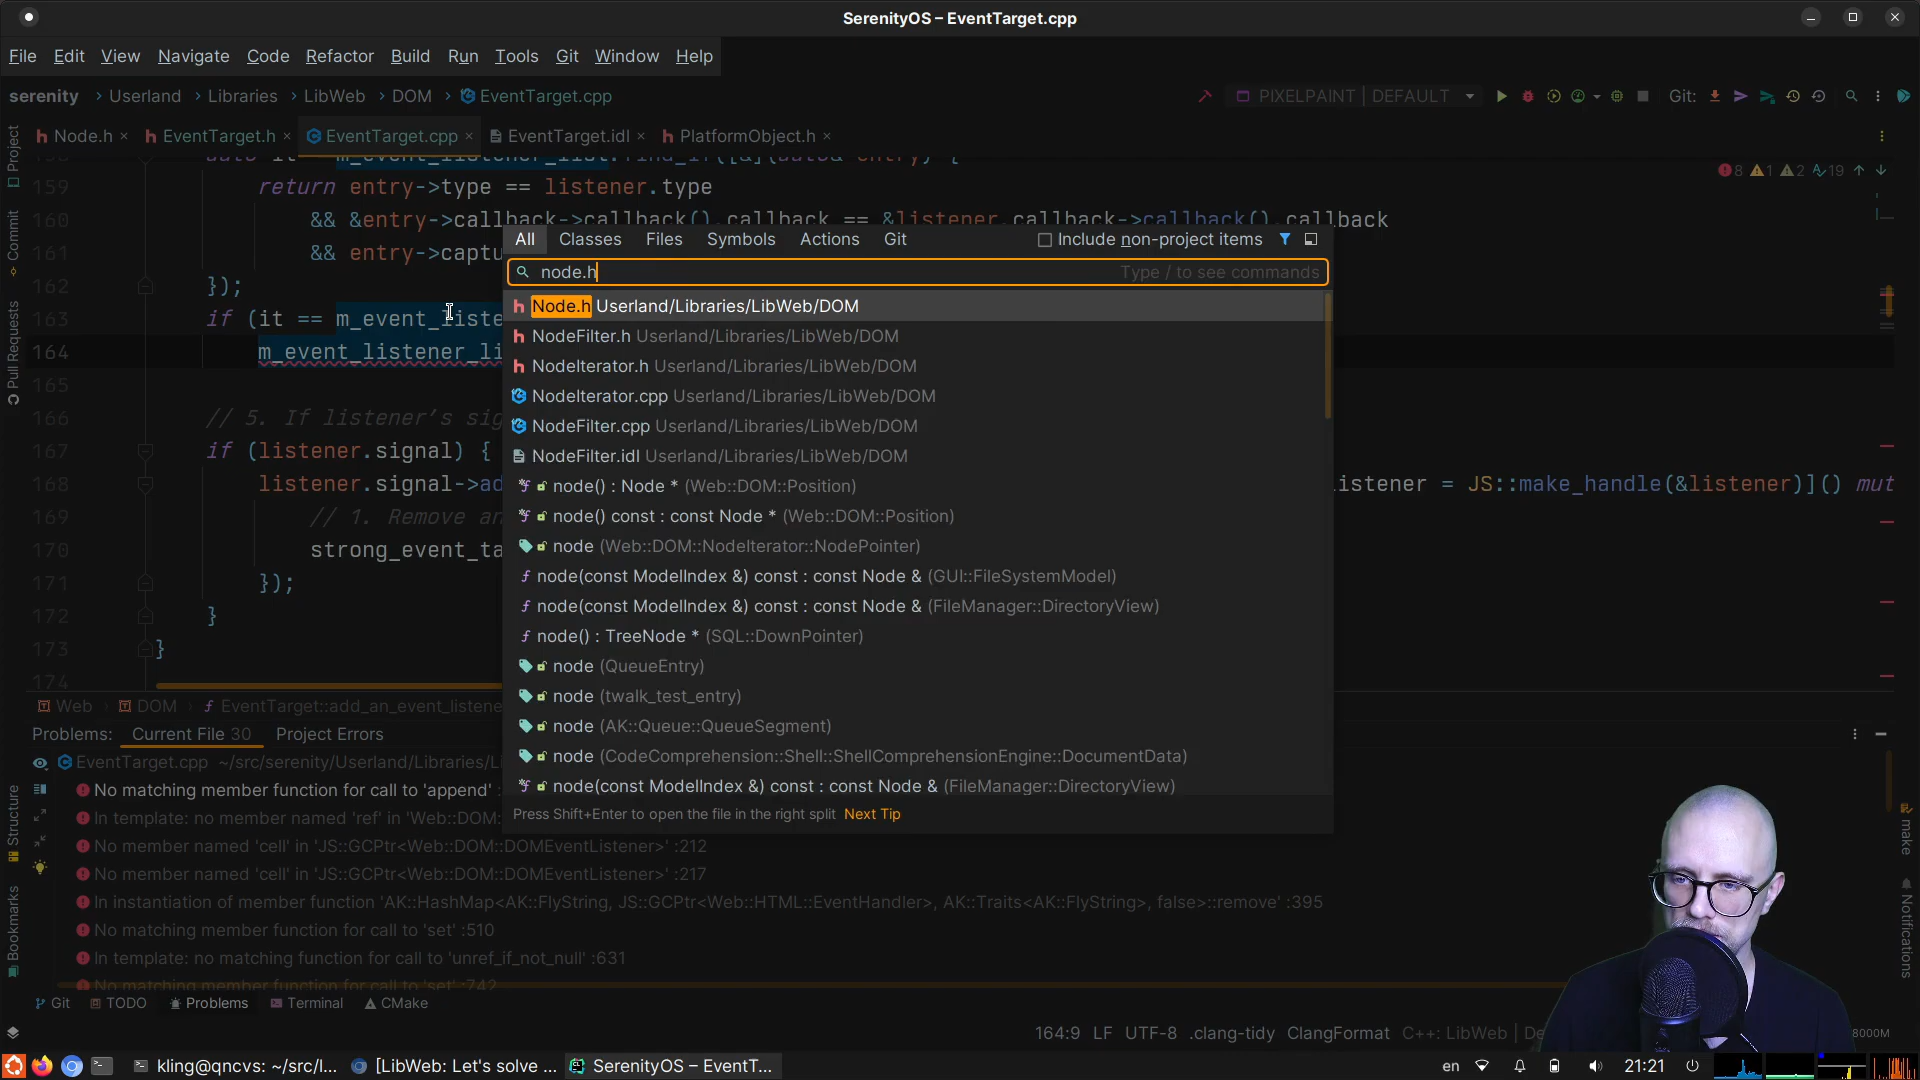 SerenityOS – EventTarget.cpp
File Edit View Navigate Code Refactor Build Run Tools Git Window Help
serenity › Userland › Libraries › LibWeb › DOM › EventTarget.cpp
PIXELPAINT | DEFAULT
Git:
Node.h × EventTarget.h × EventTarget.cpp × EventTarget.idl × PlatformObject.h ×
159 return entry->type == listener.type
8 1 2 19
160 && &entry->callback->callback().callback == &listener.callback->callback().callback
161 && entry->captu
162 });
163 if (it == m_event_liste
164 m_event_listener_li
165
166 // 5. If listener's sig
167 if (listener.signal) {
168 listener.signal->ad
istener = JS::make_handle(&listener)]() mut
169 // 1. Remove an
170 strong_event_ta
171 });
172 }
173 }
174
All Classes Files Symbols Actions Git Include non-project items
node.h Type / to see commands
Node.h Userland/Libraries/LibWeb/DOM
NodeFilter.h Userland/Libraries/LibWeb/DOM
NodeIterator.h Userland/Libraries/LibWeb/DOM
NodeIterator.cpp Userland/Libraries/LibWeb/DOM
NodeFilter.cpp Userland/Libraries/LibWeb/DOM
NodeFilter.idl Userland/Libraries/LibWeb/DOM
node() : Node * (Web::DOM::Position)
node() const : const Node * (Web::DOM::Position)
node (Web::DOM::NodeIterator::NodePointer)
node(const ModelIndex &) const : const Node & (GUI::FileSystemModel)
node(const ModelIndex &) const : const Node & (FileManager::DirectoryView)
node() : TreeNode * (SQL::DownPointer)
node (QueueEntry)
node (twalk_test_entry)
node (AK::Queue::QueueSegment)
node (CodeComprehension::Shell::ShellComprehensionEngine::DocumentData)
node(const ModelIndex &) const : const Node & (FileManager::DirectoryView)
Press Shift+Enter to open the file in the right split Next Tip
Web › DOM › EventTarget::add_an_event_listene
Problems: Current File 30 Project Errors
EventTarget.cpp ~/src/serenity/Userland/Libraries/L
No matching member function for call to 'append'
In template: no member named 'ref' in 'Web::DOM:
No member named 'cell' in 'JS::GCPtr<Web::DOM::DOMEventListener>' :212
No member named 'cell' in 'JS::GCPtr<Web::DOM::DOMEventListener>' :217
In instantiation of member function 'AK::HashMap<AK::FlyString, JS::GCPtr<Web::HTML::EventHandler>, AK::Traits<AK::FlyString>, false>::remove' :395
No matching member function for call to 'set' :510
In template: no matching function for call to 'unref_if_not_null' :631
No matching member function for call to 'set' :742
Project
Commit
Pull Requests
Structure
Bookmarks
make
Notifications
Git TODO Problems Terminal CMake
164:9 LF UTF-8 .clang-tidy ClangFormat C++: LibWeb | De
8000M
kling@qncvs: ~/src/l... [LibWeb: Let's solve ... SerenityOS – EventT...
en 21:21